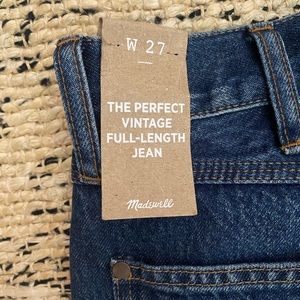 W 27
THE PERFECT
VINTAGE
FULL-LENGTH
JEAN
Madewell